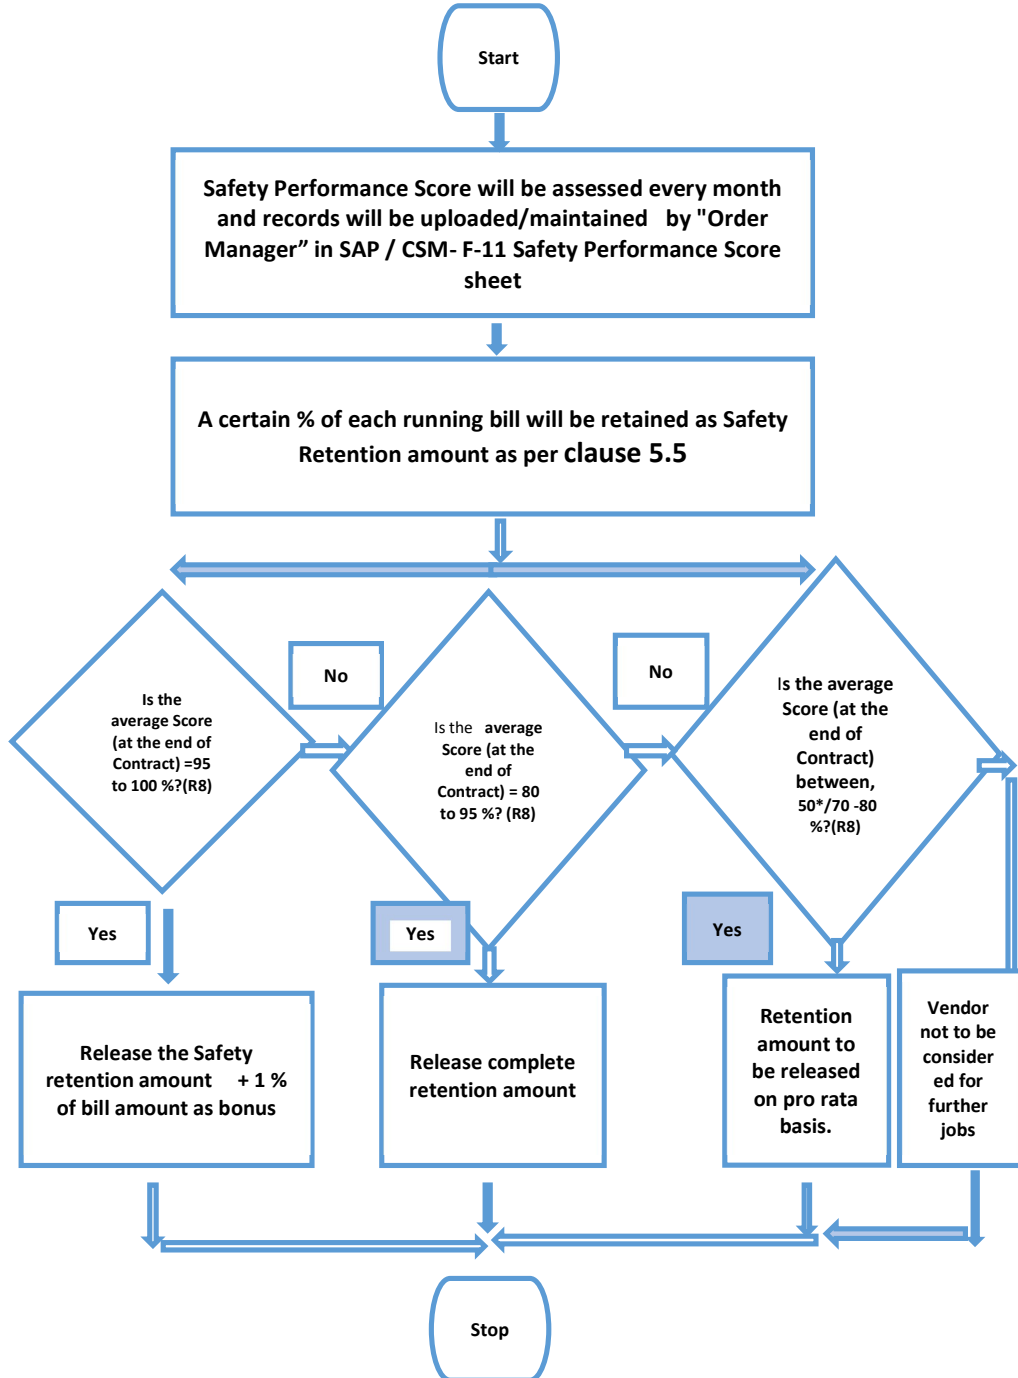 Start
Safety Performance Score will be assessed every month
and records will be uploaded/maintained by "Order
Manager” in SAP / CSM- F-11 Safety Performance Score
sheet
A certain % of each running bill will be retained as Safety
Retention amount as per clause 5.5
Is the
average Score
(at the end of
Contract) =95
to 100 %?(R8)
No
Is the average
Score (at the
end of
Contract) = 80
to 95 %? (R8)
No
Is the average
Score (at the
end of
Contract)
between,
50*/70 -80
%?(R8)
Yes
Yes
Yes
Release the Safety
retention amount + 1 %
of bill amount as bonus
Release complete
retention amount
Retention
amount to
be released
on pro rata
basis.
Vendor
not to be
consider
ed for
further
jobs
Stop